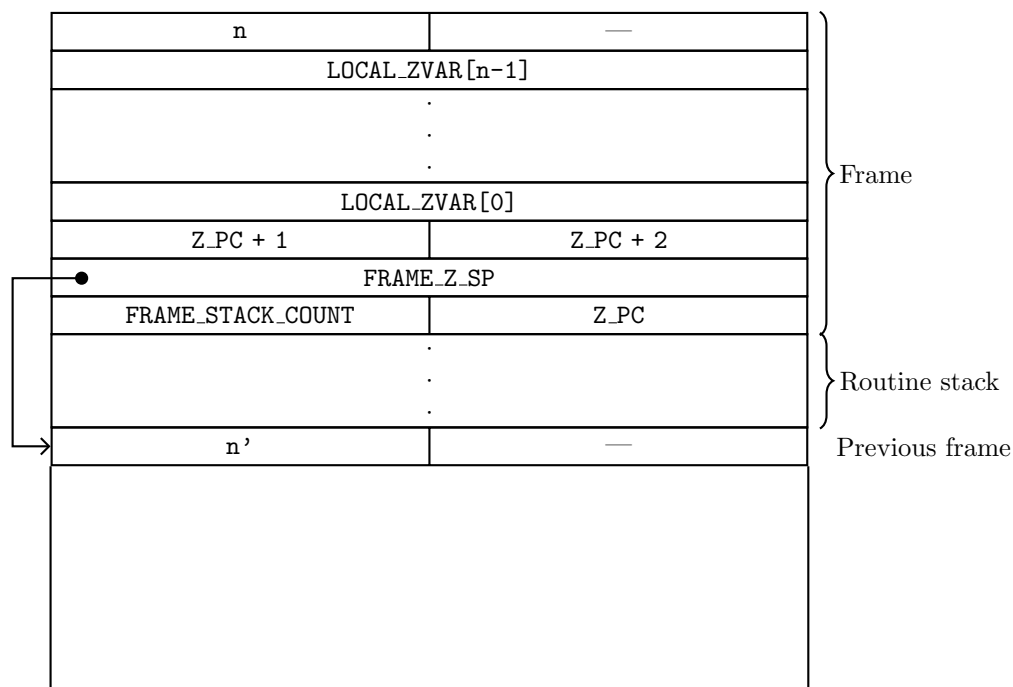 n —
LOCAL_ZVAR[n-1]
.
.
.
Frame
LOCAL_ZVAR[0]
Z_PC + 1 Z_PC + 2
FRAME_Z_SP
FRAME_STACK_COUNT Z_PC
.
.
.
Routine stack
n' — Previous frame